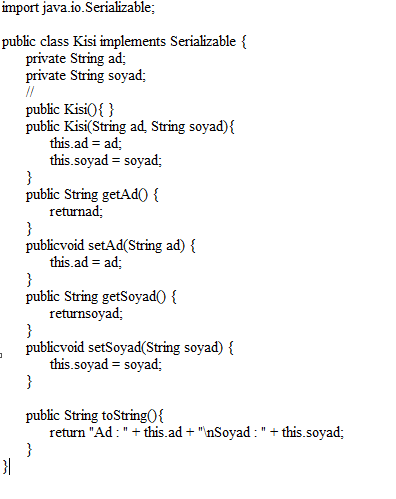 import java.io.Serializable;
public class Kisi implements Serializable {
private String ad;
private String soyad;
//
public Kisi(){ }
public Kisi(String ad, String soyad){
this.ad = ad;
this.soyad = soyad;
}
public String getAd() {
returnad;
}
publicvoid setAd(String ad) {
this.ad = ad;
}
public String getSoyad() {
returnsoyad;
}
publicvoid setSoyad(String soyad) {
this.soyad = soyad;
}
public String toString(){
return "Ad : " + this.ad + "\nSoyad : " + this.soyad;
}
}